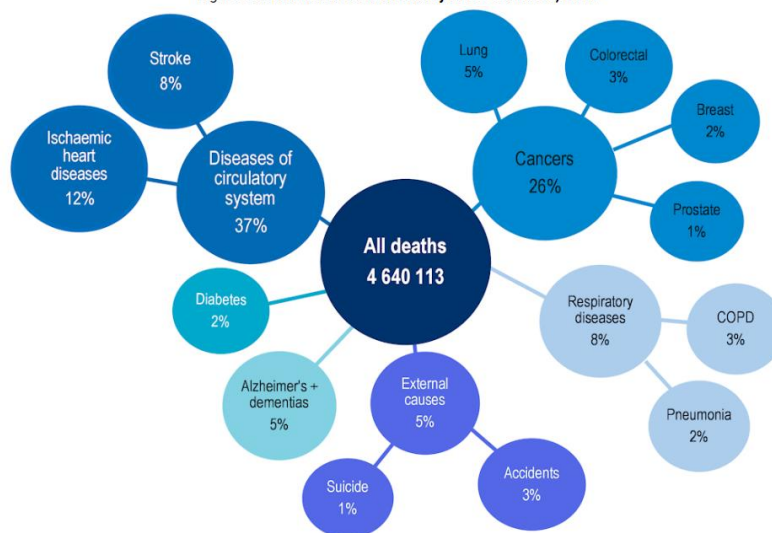 Stroke
8%
Ischaemic
heart
diseases
12%
Diseases of
circulatory
system
37%
Lung
5%
Colorectal
3%
Breast
2%
Cancers
26%
Prostate
1%
All deaths
4 640 113
Diabetes
2%
Alzheimer's +
dementias
5%
External
causes
5%
Suicide
1%
Accidents
3%
Respiratory
diseases
8%
COPD
3%
Pneumonia
2%